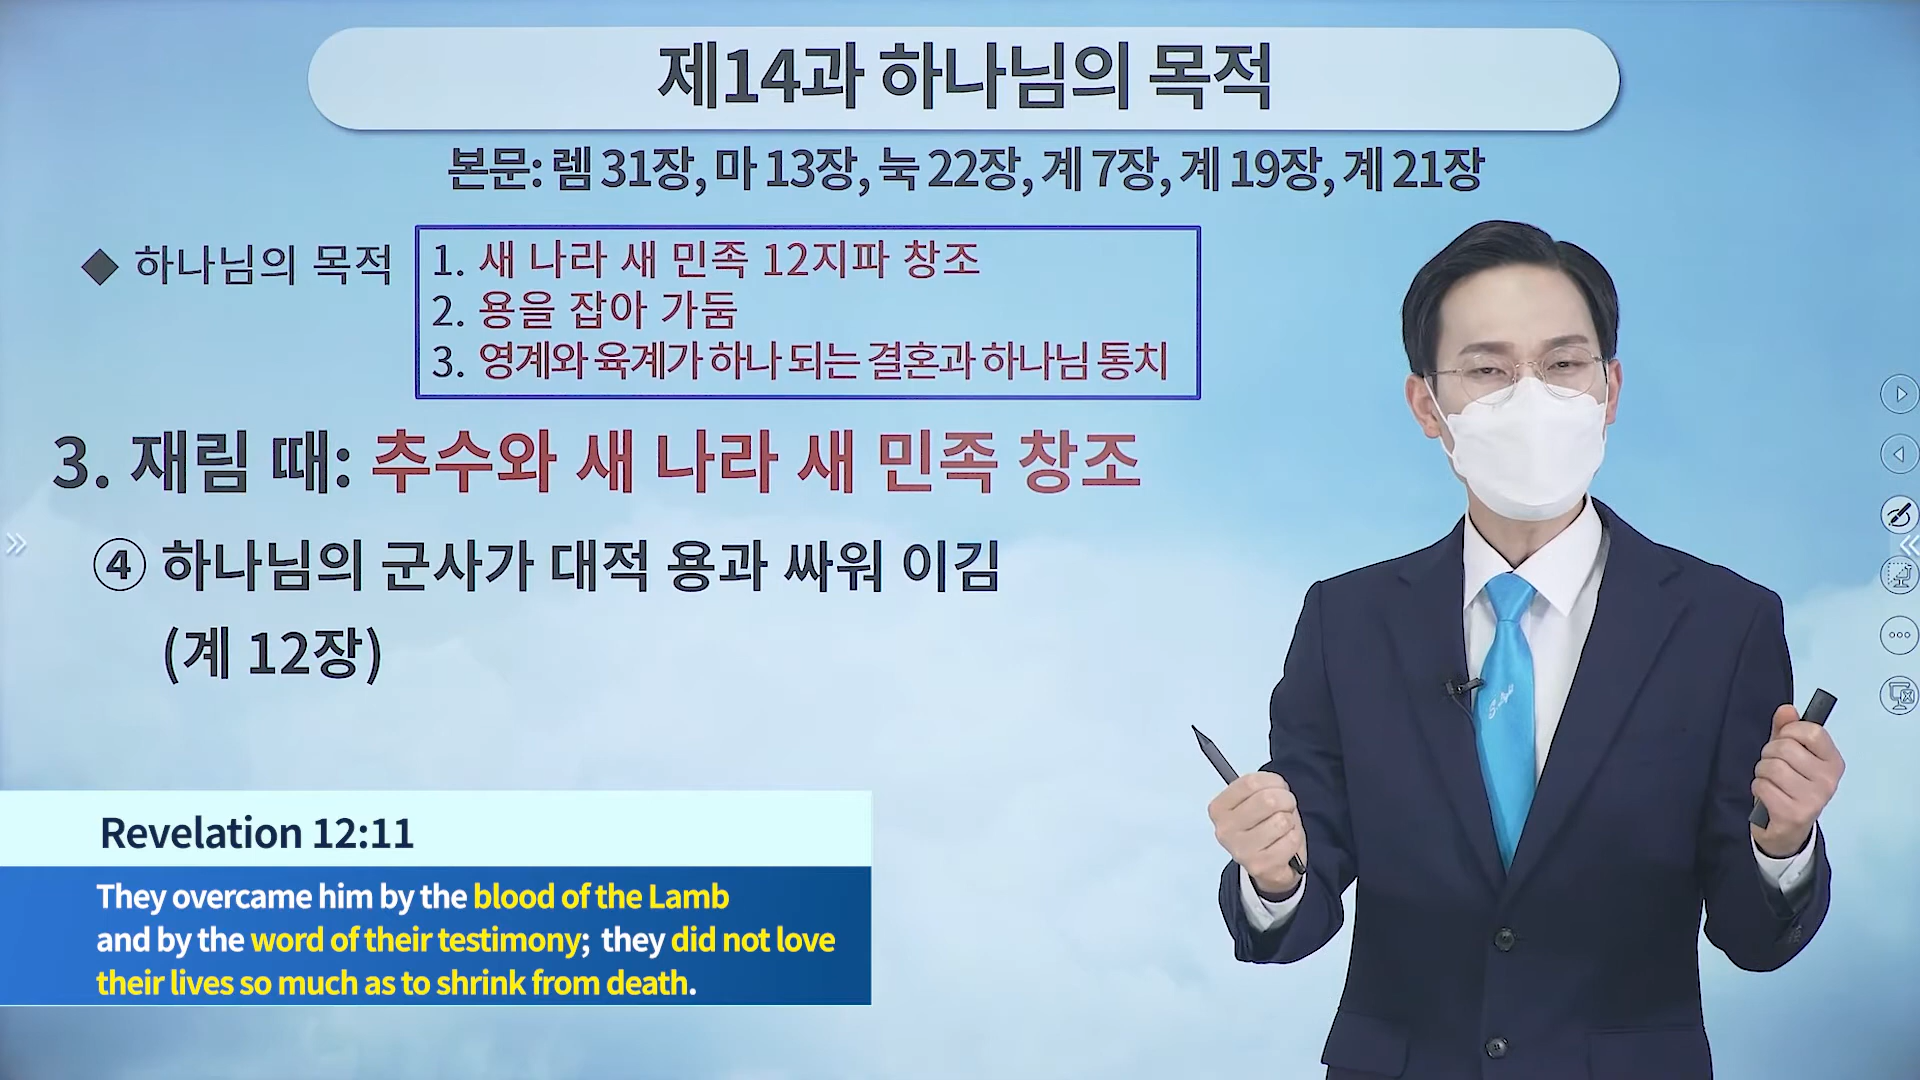 제14과 하나님의 목적
본문: 렘 31장, 마 13장, 눅 22장, 계 7장, 계 19장, 계 21장
◆ 하나님의 목적
1. 새 나라 새 민족 12지파 창조
2. 용을 잡아 가둠
3. 영계와 육계가 하나 되는 결혼과 하나님 통치
3. 재림 때: 추수와 새 나라 새 민족 창조
④ 하나님의 군사가 대적 용과 싸워 이김
(계 12장)
Revelation 12:11
They overcame him by the blood of the Lamb
and by the word of their testimony; they did not love
their lives so much as to shrink from death.